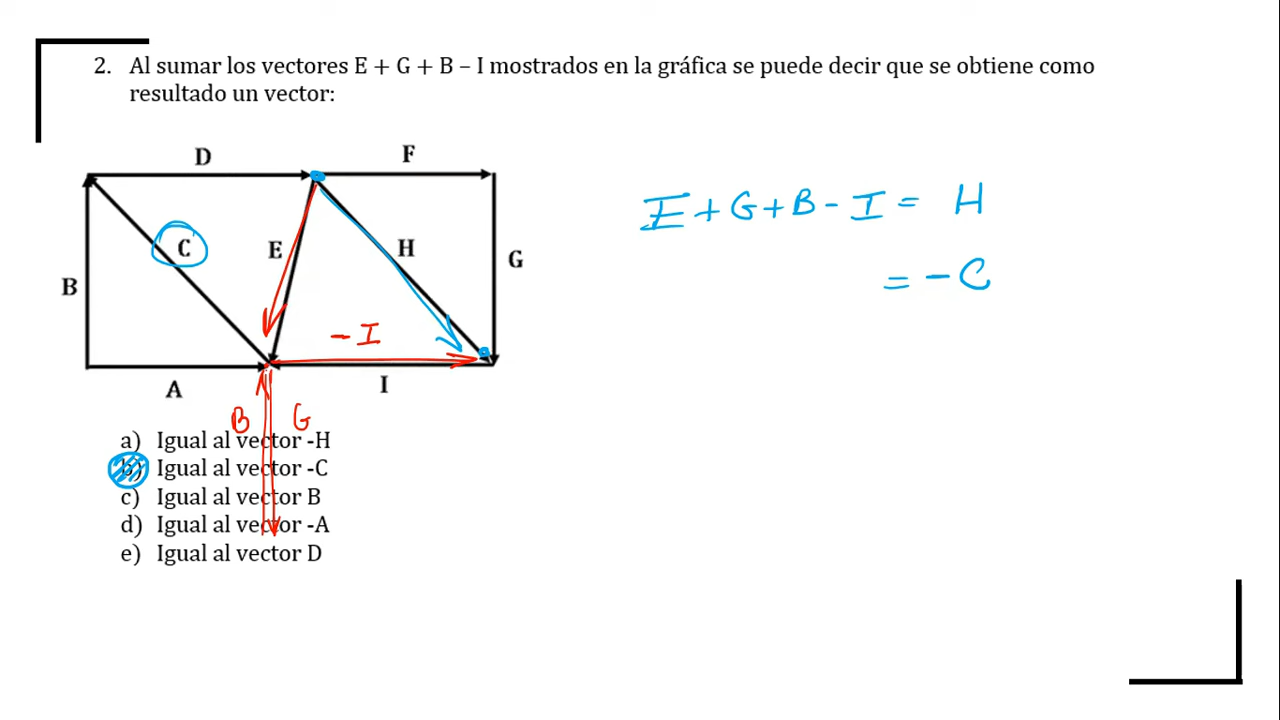 2. Al sumar los vectores E + G + B – I mostrados en la gráfica se puede decir que se obtiene como
resultado un vector:
D
F
C
E
H
G
B
- I
A
I
B
G
E + G + B - I = H
= - C
a) Igual al vector -H
b) Igual al vector -C
c) Igual al vector B
d) Igual al vector -A
e) Igual al vector D